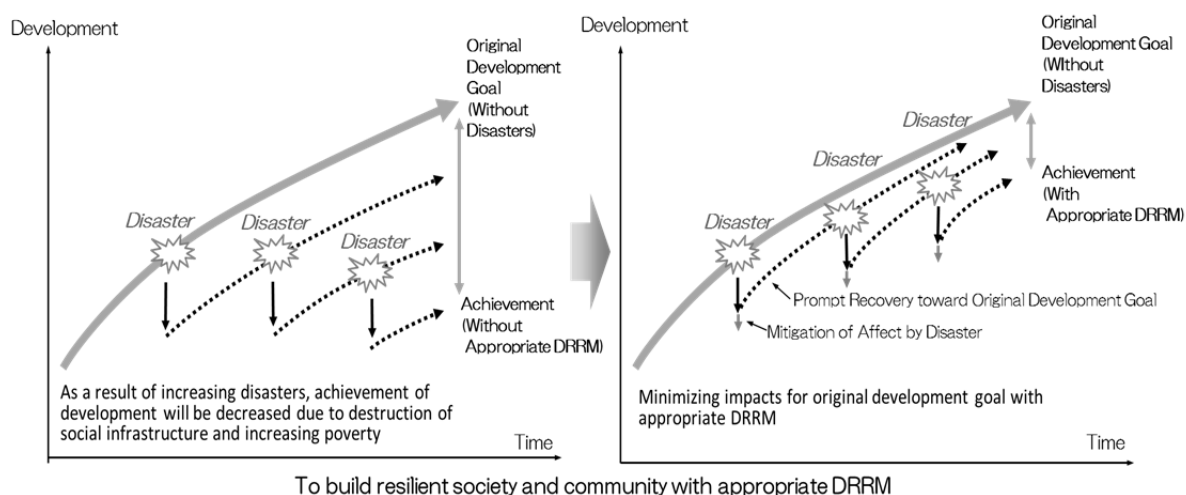 Development
Original
Development
Goal
(Without
Disasters)
Disaster
Disaster
Disaster
Achievement
(Without
Appropriate DRRM)
As a result of increasing disasters, achievement of
development will be decreased due to destruction of
social infrastructure and increasing poverty
Time
Development
Original
Development Goal
(WIthout
Disasters)
Disaster
Disaster
Disaster
Achievement
(With
Appropriate DRRM)
Prompt Recovery toward Original Development Goal
Mitigation of Affect by Disaster
Minimizing impacts for original development goal with
appropriate DRRM
Time
To build resilient society and community with appropriate DRRM